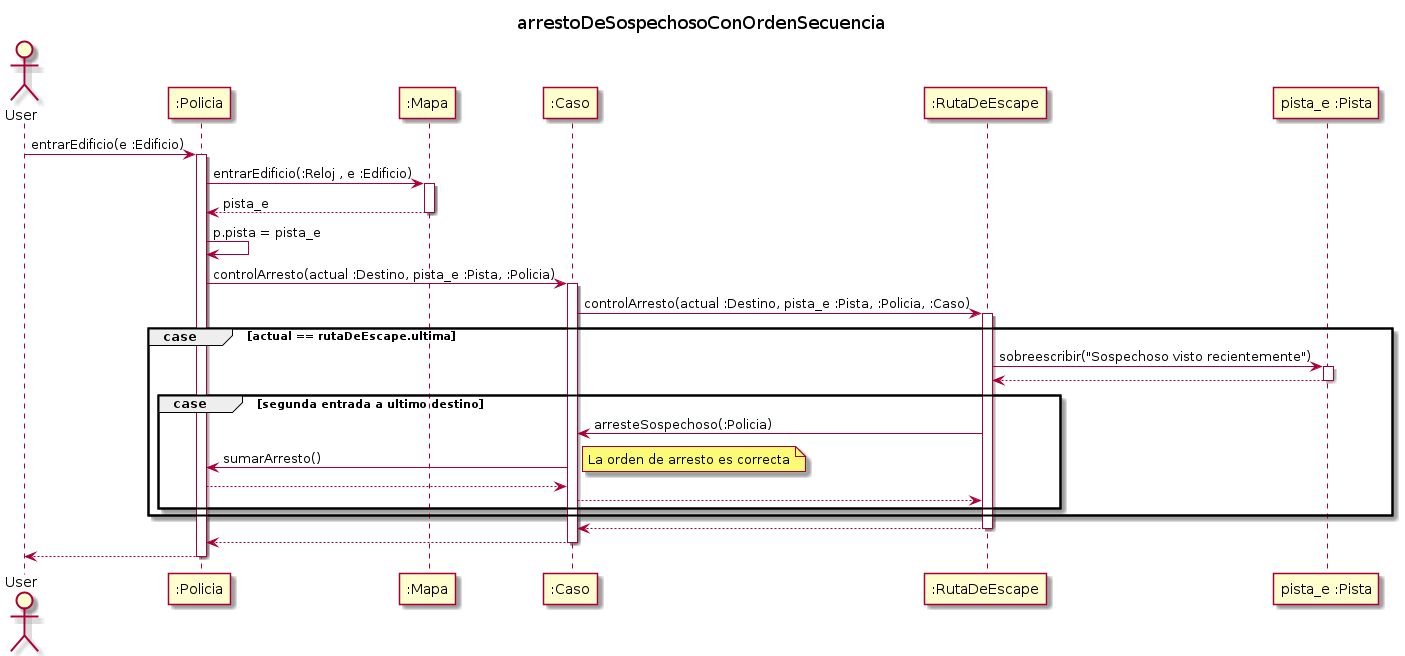 arrestoDeSospechosoConOrdenSecuencia
User
:Policia
:Mapa
:Caso
:RutaDeEscape
pista_e :Pista
entrarEdificio(e :Edificio)
entrarEdificio(:Reloj , e :Edificio)
pista_e
p.pista = pista_e
controlArresto(actual :Destino, pista_e :Pista, :Policia)
controlArresto(actual :Destino, pista_e :Pista, :Policia, :Caso)
case [actual == rutaDeEscape.ultima]
sobreescribir("Sospechoso visto recientemente")
case [segunda entrada a ultimo destino]
arresteSospechoso(:Policia)
sumarArresto()
La orden de arresto es correcta
User
:Policia
:Mapa
:Caso
:RutaDeEscape
pista_e :Pista